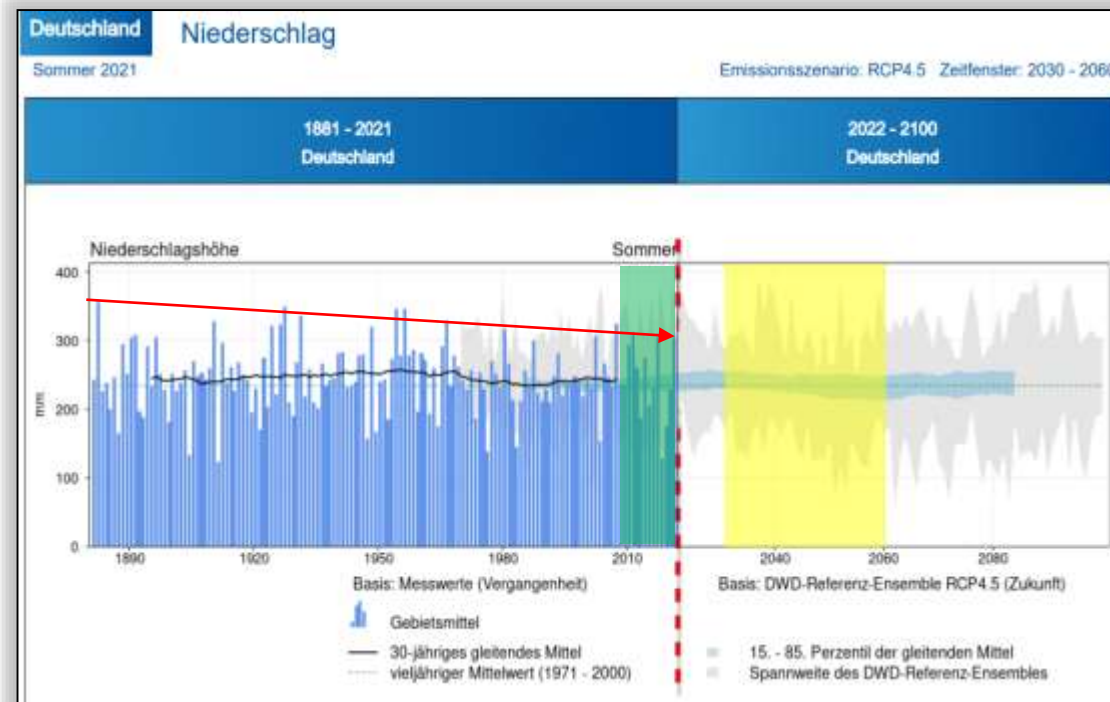 Deutschland
Niederschlag
Sommer 2021
Emissionsszenario: RCP4.5 Zeitfenster: 2030 - 2060
1881 - 2021
Deutschland
2022 - 2100
Deutschland
Niederschlagshöhe
Sommer
400
300
200
100
0
mm
1890 1920 1950 1980 2010 2040 2060 2080
Basis: Messwerte (Vergangenheit)
Basis: DWD-Referenz-Ensemble RCP4.5 (Zukunft)
Gebietsmittel
30-jähriges gleitendes Mittel
vieljähriger Mittelwert (1971 - 2000)
15. - 85. Perzentil der gleitenden Mittel
Spannweite des DWD-Referenz-Ensembles